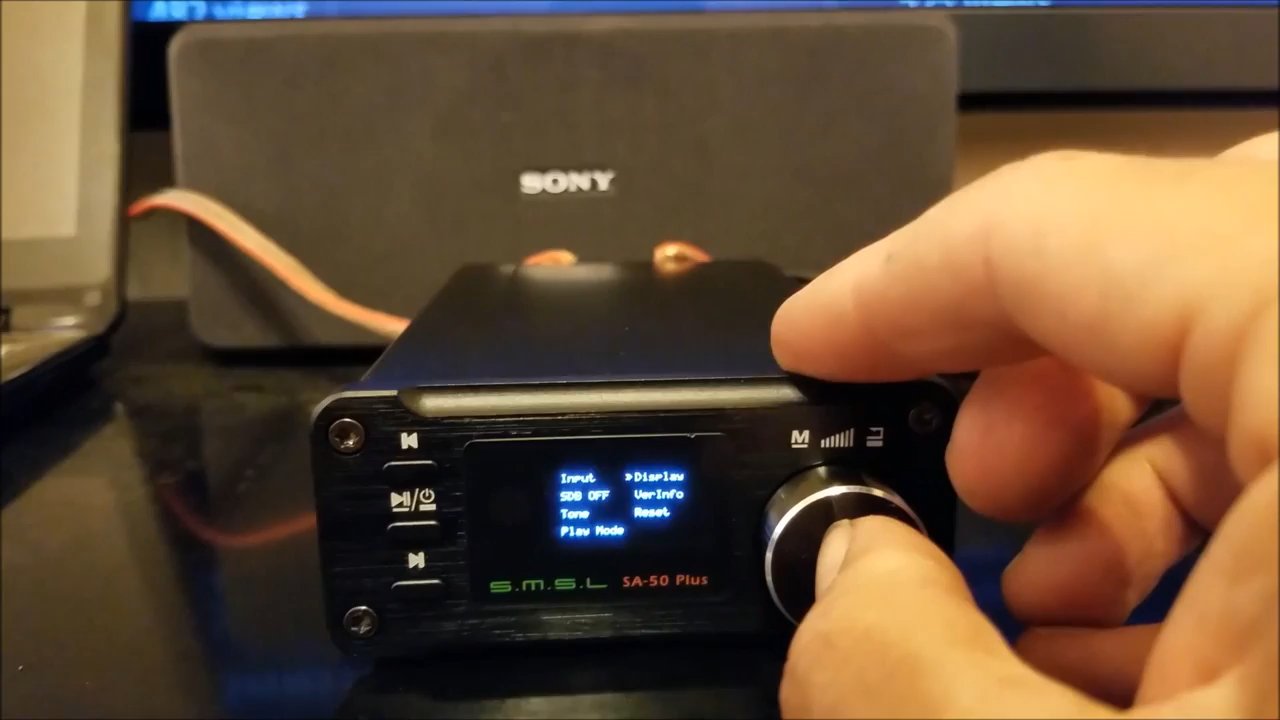 SONY
M
Input »Display
SDB OFF VerInfo
Tone Reset
Play Mode
S.M.S.L SA-50 Plus